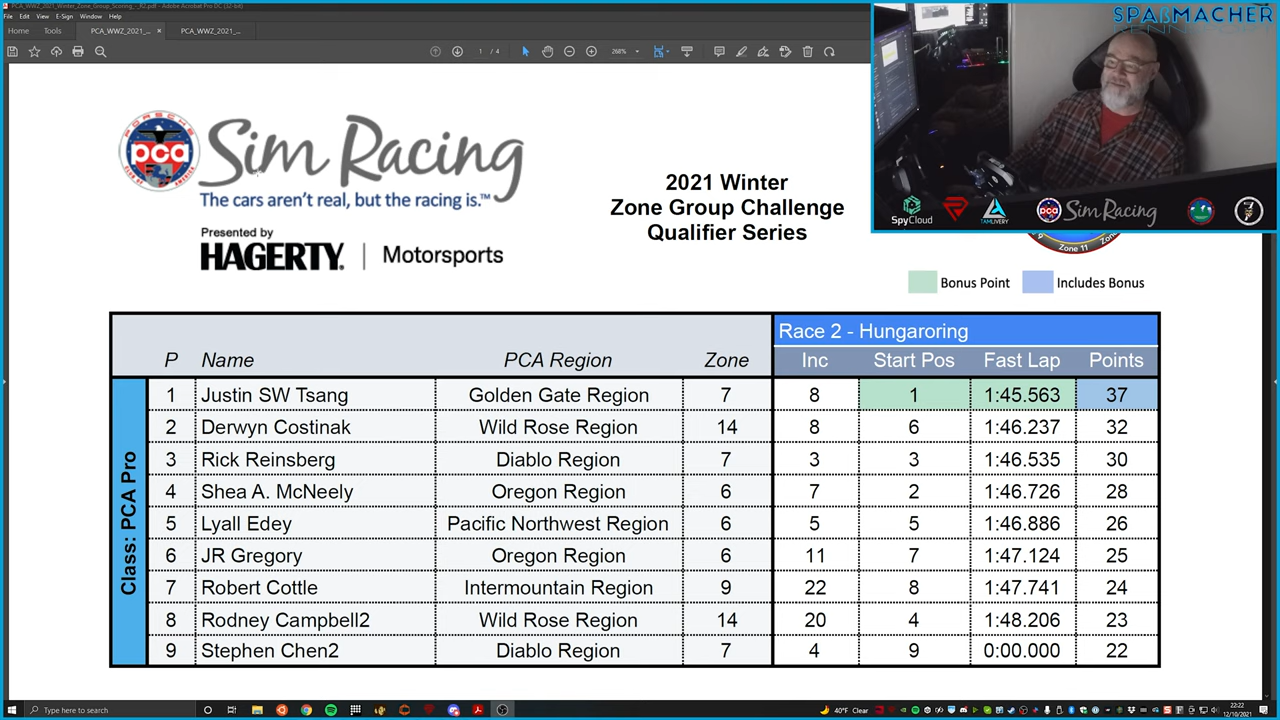 PCA_WWZ_2021_Winter_Zone_Group_Scoring_-_R2.pdf - Adobe Acrobat Pro DC (32-bit)
File Edit View E-Sign Window Help
Home Tools PCA_WWZ_2021_... × PCA_WWZ_2021_...
1 / 4 268%
SPAßMACHER
RENNSPORT
PORSCHE
pca
CLUB OF AMERICA
Sim Racing
The cars aren't real, but the racing is.™
Presented by
HAGERTY. | Motorsports
2021 Winter
Zone Group Challenge
Qualifier Series
SpyCloud TAMLIVERY pca Sim Racing
Zone 11
Bonus Point Includes Bonus
Race 2 - Hungaroring
P Name PCA Region Zone Inc Start Pos Fast Lap Points
Class: PCA Pro
1 Justin SW Tsang Golden Gate Region 7 8 1 1:45.563 37
2 Derwyn Costinak Wild Rose Region 14 8 6 1:46.237 32
3 Rick Reinsberg Diablo Region 7 3 3 1:46.535 30
4 Shea A. McNeely Oregon Region 6 7 2 1:46.726 28
5 Lyall Edey Pacific Northwest Region 6 5 5 1:46.886 26
6 JR Gregory Oregon Region 6 11 7 1:47.124 25
7 Robert Cottle Intermountain Region 9 22 8 1:47.741 24
8 Rodney Campbell2 Wild Rose Region 14 20 4 1:48.206 23
9 Stephen Chen2 Diablo Region 7 4 9 0:00.000 22
Type here to search
40°F Clear
22:22
12/10/2021